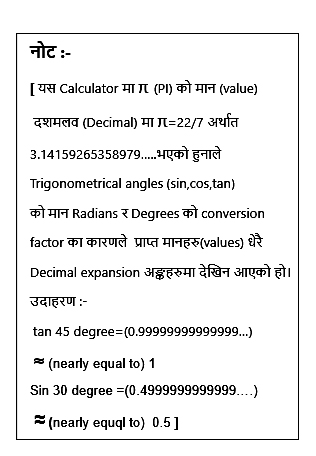 नोट :-
[ यस Calculator मा π (PI) को मान (value)
दशमलव (Decimal) मा π=22/7 अर्थात
3.14159265358979.....भएको हुनाले
Trigonometrical angles (sin,cos,tan)
को मान Radians र Degrees को conversion
factor का कारणले प्राप्त मानहरु(values) धेरै
Decimal expansion अङ्कहरुमा देखिन आएको हो।
उदाहरण :-
tan 45 degree=(0.99999999999999...)
≈ (nearly equal to) 1
Sin 30 degree =(0.4999999999999....)
≈ (nearly equql to) 0.5 ]